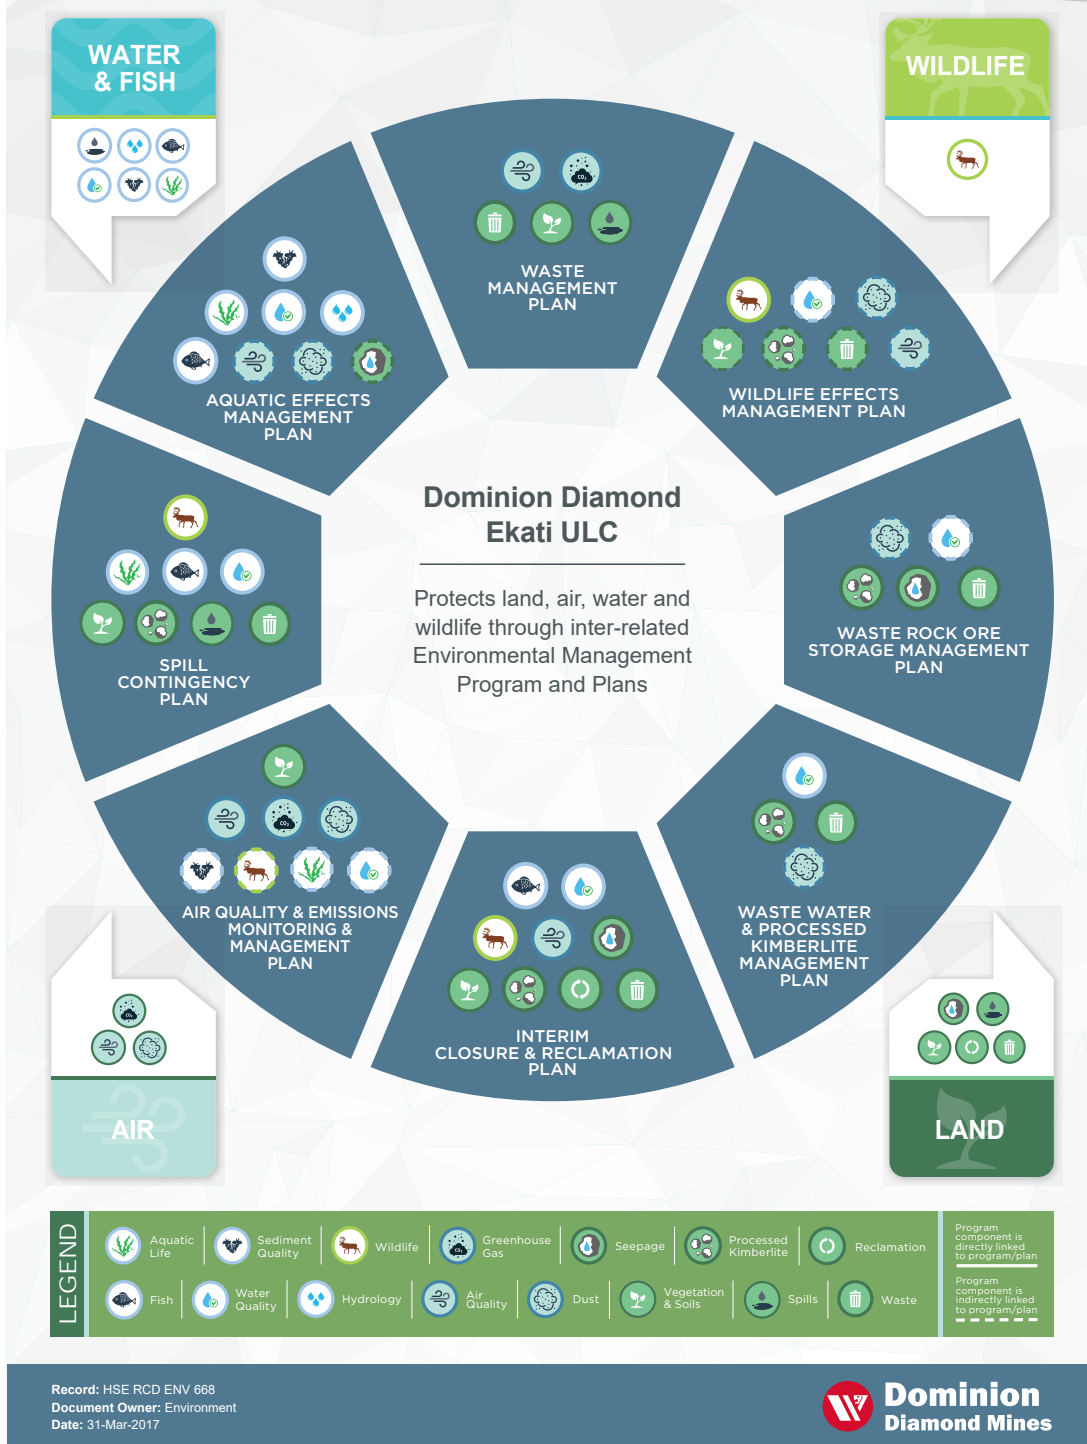 WATER
& FISH
WILDLIFE
CO₂
WASTE
MANAGEMENT
PLAN
AQUATIC EFFECTS
MANAGEMENT
PLAN
WILDLIFE EFFECTS
MANAGEMENT PLAN
Dominion Diamond
Ekati ULC
Protects land, air, water and
wildlife through inter-related
Environmental Management
Program and Plans
SPILL
CONTINGENCY
PLAN
WASTE ROCK ORE
STORAGE MANAGEMENT
PLAN
CO₂
AIR QUALITY & EMISSIONS
MONITORING &
MANAGEMENT
PLAN
WASTE WATER
& PROCESSED
KIMBERLITE
MANAGEMENT
PLAN
INTERIM
CLOSURE & RECLAMATION
PLAN
CO₂
AIR
LAND
LEGEND
Aquatic
Life
Sediment
Quality
Wildlife
CO₂
Greenhouse
Gas
Seepage
Processed
Kimberlite
Reclamation
Fish
Water
Quality
Hydrology
Air
Quality
Dust
Vegetation
& Soils
Spills
Waste
Program
component is
directly linked
to program/plan
Program
component is
indirectly linked
to program/plan
Record: HSE RCD ENV 668
Document Owner: Environment
Date: 31-Mar-2017
Dominion
Diamond Mines